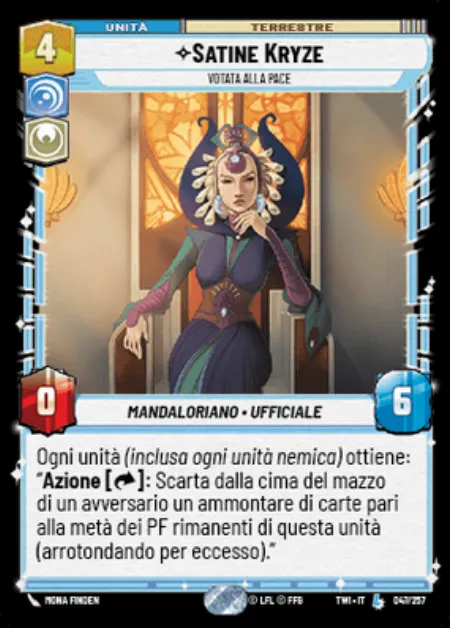 UNITÀ
TERRESTRE
4
SATINE KRYZE
VOTATA ALLA PACE
0
MANDALORIANO • UFFICIALE
6
Ogni unità (inclusa ogni unità nemica) ottiene:
“Azione [ ]: Scarta dalla cima del mazzo
di un avversario un ammontare di carte pari
alla metà dei PF rimanenti di questa unità
(arrotondando per eccesso).”
MONA FINDEN
© LFL © FFG
TWI • IT
L
047/257